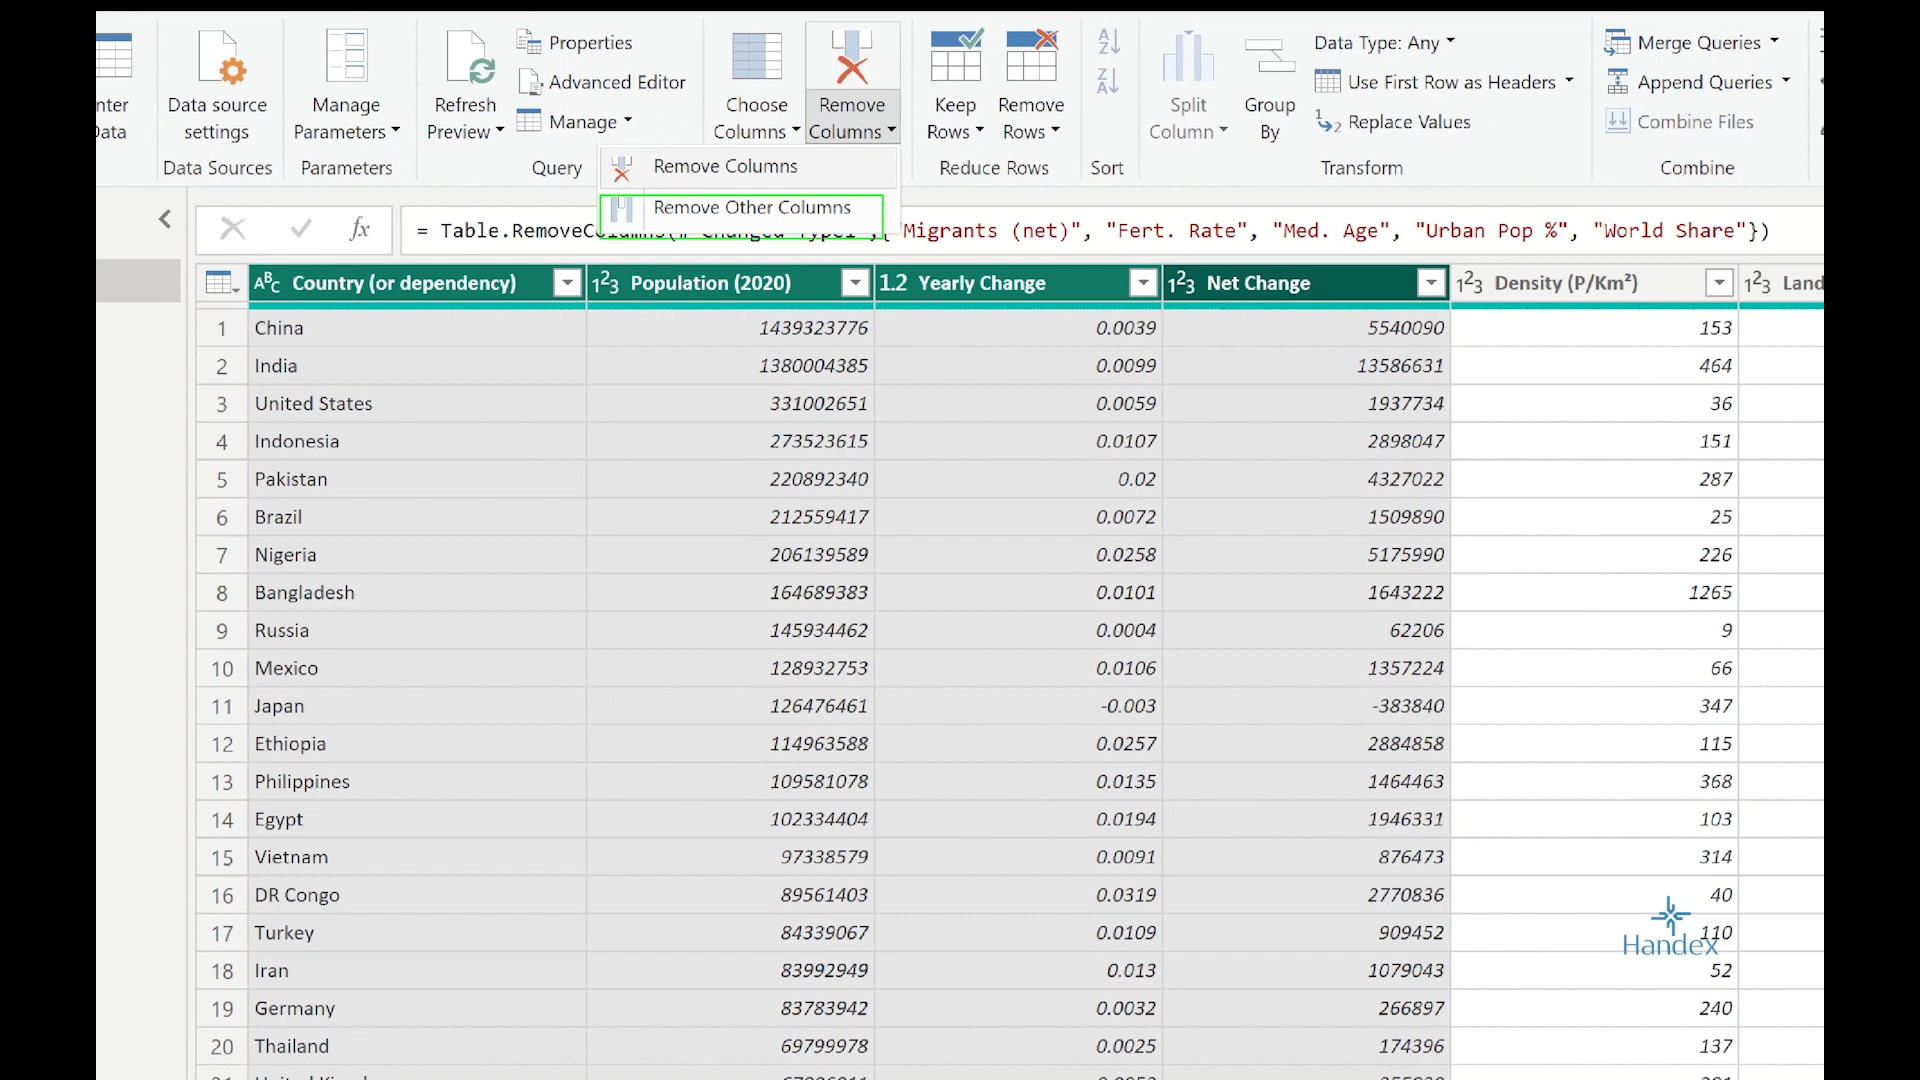 nter
Data
Data source
settings
Data Sources
Manage
Parameters
Parameters
Refresh
Preview
Properties
Advanced Editor
Manage
Query
Choose
Columns
Remove
Columns
Remove Columns
Remove Other Columns
Keep
Rows
Remove
Rows
Reduce Rows
Sort
Split
Column
Group
By
Data Type: Any
Use First Row as Headers
Replace Values
Transform
Merge Queries
Append Queries
Combine Files
Combine
fx = Table.RemoveColumns(#"Changed Type1",{"Migrants (net)", "Fert. Rate", "Med. Age", "Urban Pop %", "World Share"})
ABC Country (or dependency) 123 Population (2020) 1.2 Yearly Change 123 Net Change 123 Density (P/Km²) 123 Land
1 China 1439323776 0.0039 5540090 153
2 India 1380004385 0.0099 13586631 464
3 United States 331002651 0.0059 1937734 36
4 Indonesia 273523615 0.0107 2898047 151
5 Pakistan 220892340 0.02 4327022 287
6 Brazil 212559417 0.0072 1509890 25
7 Nigeria 206139589 0.0258 5175990 226
8 Bangladesh 164689383 0.0101 1643222 1265
9 Russia 145934462 0.0004 62206 9
10 Mexico 128932753 0.0106 1357224 66
11 Japan 126476461 -0.003 -383840 347
12 Ethiopia 114963588 0.0257 2884858 115
13 Philippines 109581078 0.0135 1464463 368
14 Egypt 102334404 0.0194 1946331 103
15 Vietnam 97338579 0.0091 876473 314
16 DR Congo 89561403 0.0319 2770836 40
17 Turkey 84339067 0.0109 909452 110
Handex
18 Iran 83992949 0.013 1079043 52
19 Germany 83783942 0.0032 266897 240
20 Thailand 69799978 0.0025 174396 137